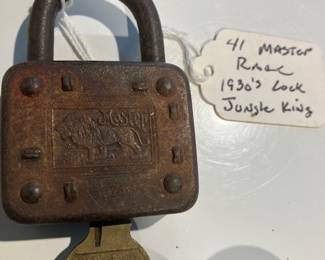 Master
41 MASTER
RARE
1930's Lock
Jungle King